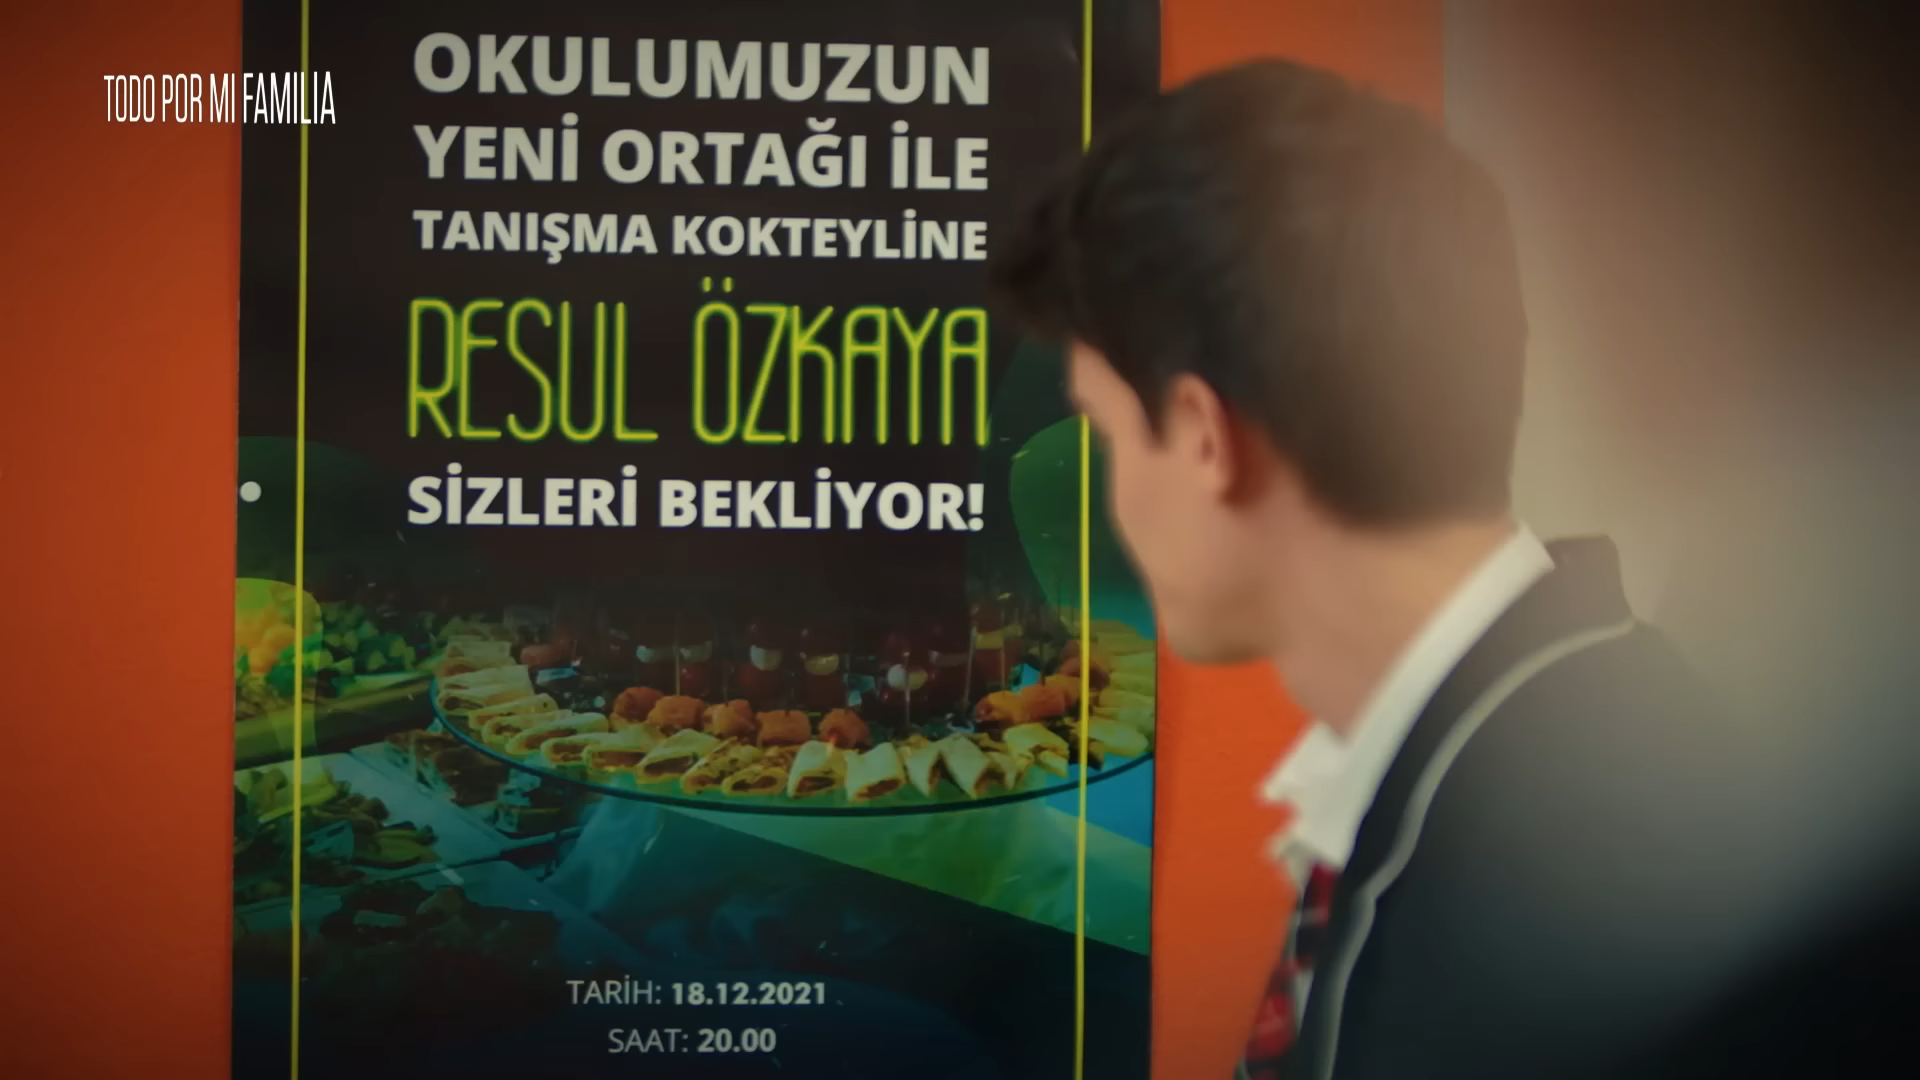 TODO POR MI FAMILIA
OKULUMUZUN
YENİ ORTAĞI İLE
TANIŞMA KOKTEYLİNE
RESUL ÖZKAYA
SİZLERİ BEKLİYOR!
TARİH: 18.12.2021
SAAT: 20.00